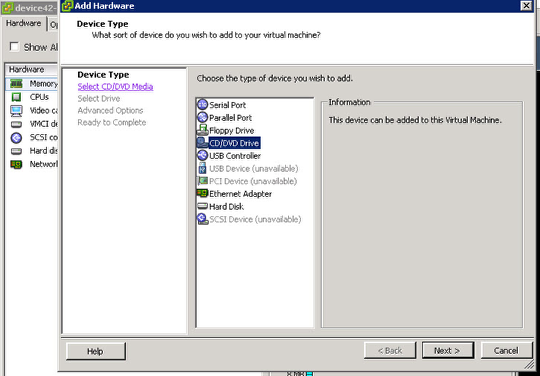 device42-
Add Hardware
Hardware
Device Type
What sort of device do you wish to add to your virtual machine?
Show Al
Hardware
Memory
CPUs
Video ca
VMCI de
SCSI co
Hard dis
Network
Device Type
Select CD/DVD Media
Select Drive
Advanced Options
Ready to Complete
Choose the type of device you wish to add.
Serial Port
Parallel Port
Floppy Drive
CD/DVD Drive
USB Controller
USB Device (unavailable)
PCI Device (unavailable)
Ethernet Adapter
Hard Disk
SCSI Device (unavailable)
Information
This device can be added to this Virtual Machine.
Help
< Back
Next >
Cancel
8 MB